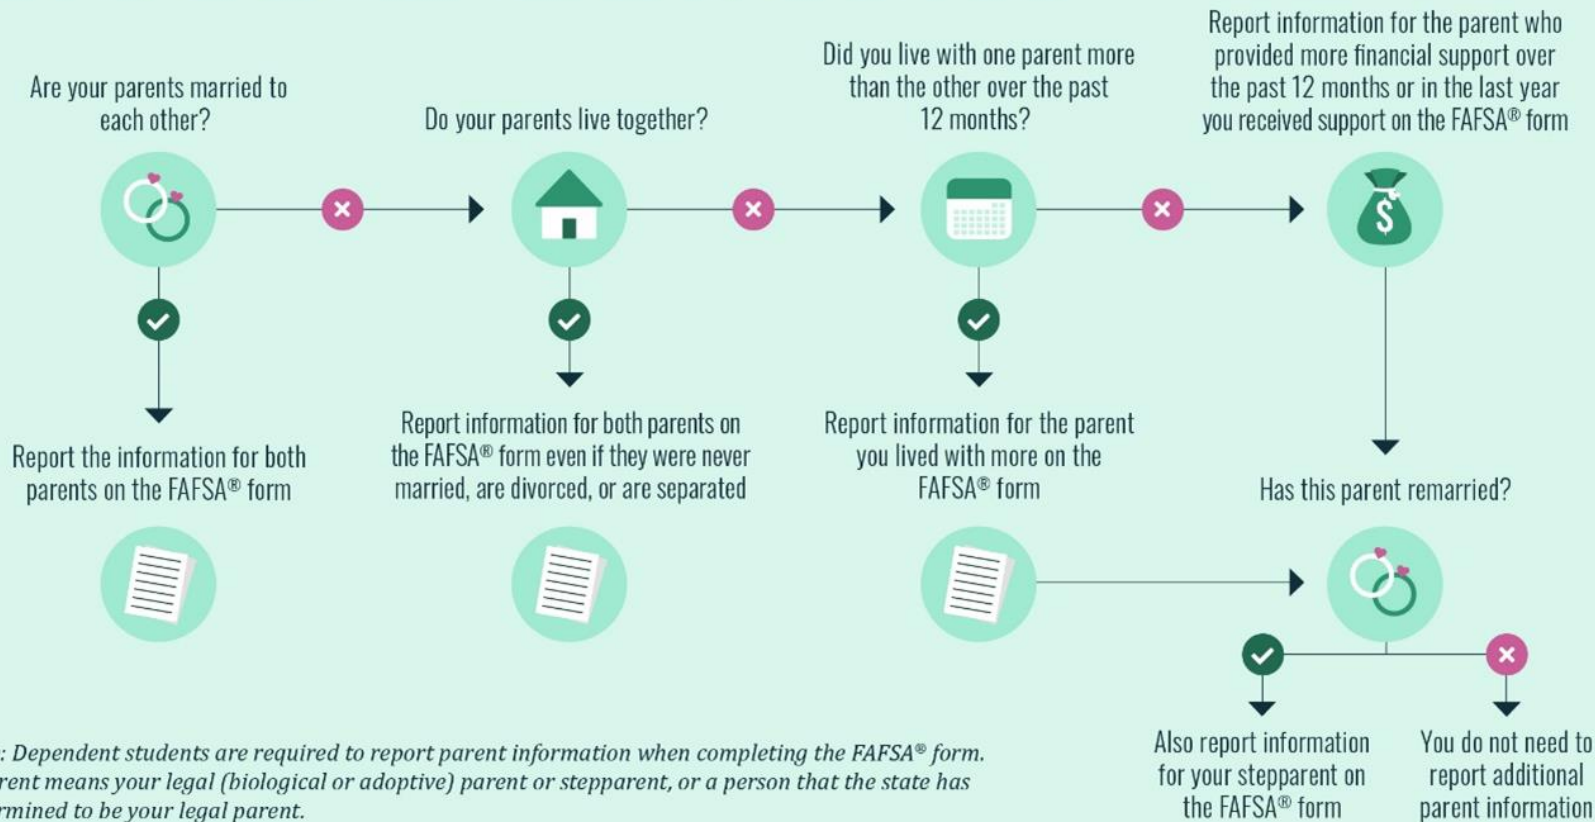 Are your parents married to
each other?
Do your parents live together?
Did you live with one parent more
than the other over the past
12 months?
Report information for the parent who
provided more financial support over
the past 12 months or in the last year
you received support on the FAFSA® form
$
Report the information for both
parents on the FAFSA® form
Report information for both parents on
the FAFSA® form even if they were never
married, are divorced, or are separated
Report information for the parent
you lived with more on the
FAFSA® form
Has this parent remarried?
Also report information
for your stepparent on
the FAFSA® form
You do not need to
report additional
parent information
: Dependent students are required to report parent information when completing the FAFSA® form.
means your legal (biological or adoptive) parent or stepparent, or a person that the state has
to be your legal parent.